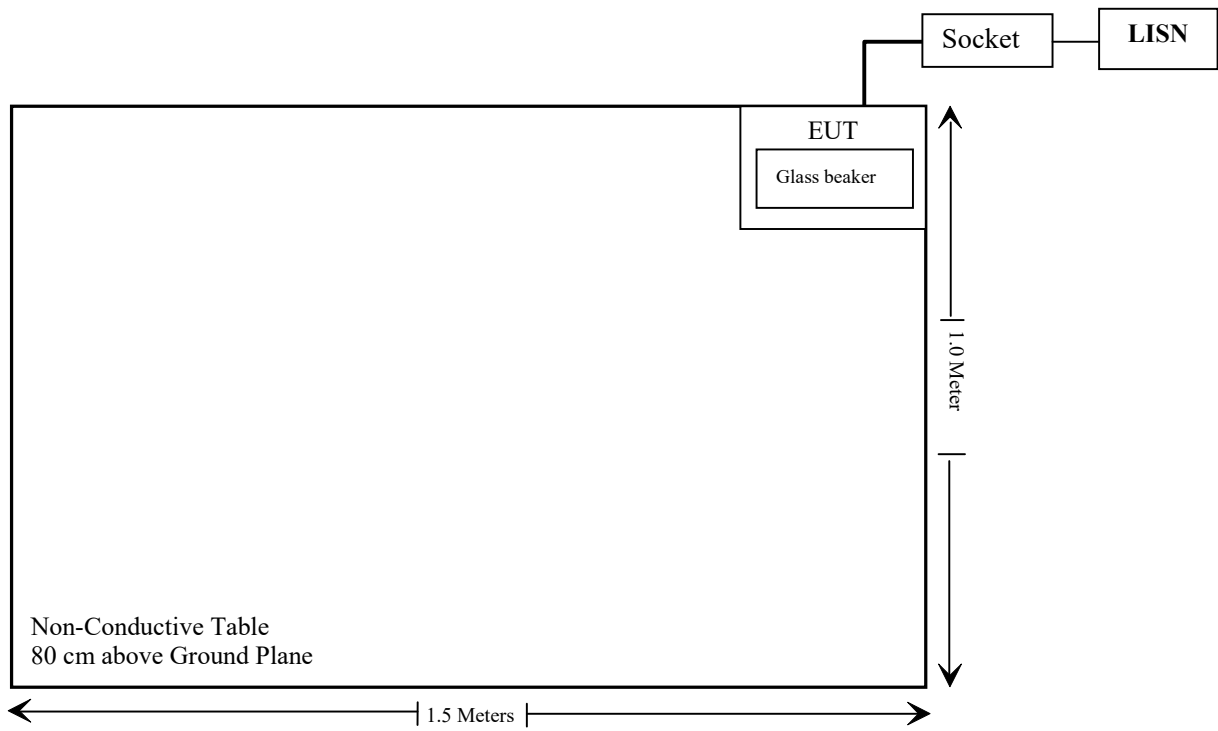 Socket
LISN
EUT
Glass beaker
1.0 Meter
Non-Conductive Table
80 cm above Ground Plane
1.5 Meters